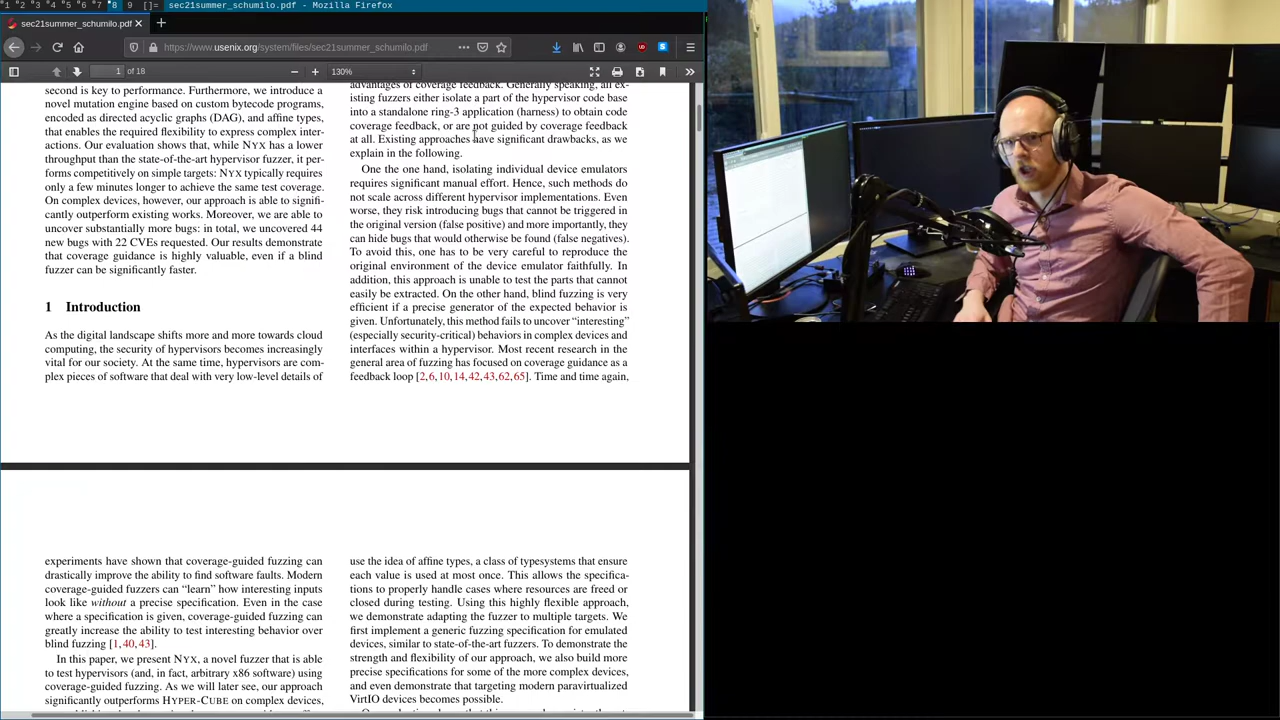 1 2 3 4 5 6 7 8 9 []= sec21summer_schumilo.pdf - Mozilla Firefox
sec21summer_schumilo.pdf
https://www.usenix.org/system/files/sec21summer_schumilo.pdf
1 of 18
130%
second is key to performance. Furthermore, we introduce a
novel mutation engine based on custom bytecode programs,
encoded as directed acyclic graphs (DAG), and affine types,
that enables the required flexibility to express complex inter-
actions. Our evaluation shows that, while NYX has a lower
throughput than the state-of-the-art hypervisor fuzzer, it per-
forms competitively on simple targets: NYX typically requires
only a few minutes longer to achieve the same test coverage.
On complex devices, however, our approach is able to signifi-
cantly outperform existing works. Moreover, we are able to
uncover substantially more bugs: in total, we uncovered 44
new bugs with 22 CVEs requested. Our results demonstrate
that coverage guidance is highly valuable, even if a blind
fuzzer can be significantly faster.
1 Introduction
As the digital landscape shifts more and more towards cloud
computing, the security of hypervisors becomes increasingly
vital for our society. At the same time, hypervisors are com-
plex pieces of software that deal with very low-level details of
advantages of coverage feedback. Generally speaking, all ex-
isting fuzzers either isolate a part of the hypervisor code base
into a standalone ring-3 application (harness) to obtain code
coverage feedback, or are not guided by coverage feedback
at all. Existing approaches have significant drawbacks, as we
explain in the following.
One the one hand, isolating individual device emulators
requires significant manual effort. Hence, such methods do
not scale across different hypervisor implementations. Even
worse, they risk introducing bugs that cannot be triggered in
the original version (false positive) and more importantly, they
can hide bugs that would otherwise be found (false negatives).
To avoid this, one has to be very careful to reproduce the
original environment of the device emulator faithfully. In
addition, this approach is unable to test the parts that cannot
easily be extracted. On the other hand, blind fuzzing is very
efficient if a precise generator of the expected behavior is
given. Unfortunately, this method fails to uncover “interesting”
(especially security-critical) behaviors in complex devices and
interfaces within a hypervisor. Most recent research in the
general area of fuzzing has focused on coverage guidance as a
feedback loop [2,6,10,14,42,43,62,65]. Time and time again,
experiments have shown that coverage-guided fuzzing can
drastically improve the ability to find software faults. Modern
coverage-guided fuzzers can “learn” how interesting inputs
look like without a precise specification. Even in the case
where a specification is given, coverage-guided fuzzing can
greatly increase the ability to test interesting behavior over
blind fuzzing [1,40,43].
In this paper, we present NYX, a novel fuzzer that is able
to test hypervisors (and, in fact, arbitrary x86 software) using
coverage-guided fuzzing. As we will later see, our approach
significantly outperforms HYPER-CUBE on complex devices,
use the idea of affine types, a class of typesystems that ensure
each value is used at most once. This allows the specifica-
tions to properly handle cases where resources are freed or
closed during testing. Using this highly flexible approach,
we demonstrate adapting the fuzzer to multiple targets. We
first implement a generic fuzzing specification for emulated
devices, similar to state-of-the-art fuzzers. To demonstrate the
strength and flexibility of our approach, we also build more
precise specifications for some of the more complex devices,
and even demonstrate that targeting modern paravirtualized
VirtIO devices becomes possible.